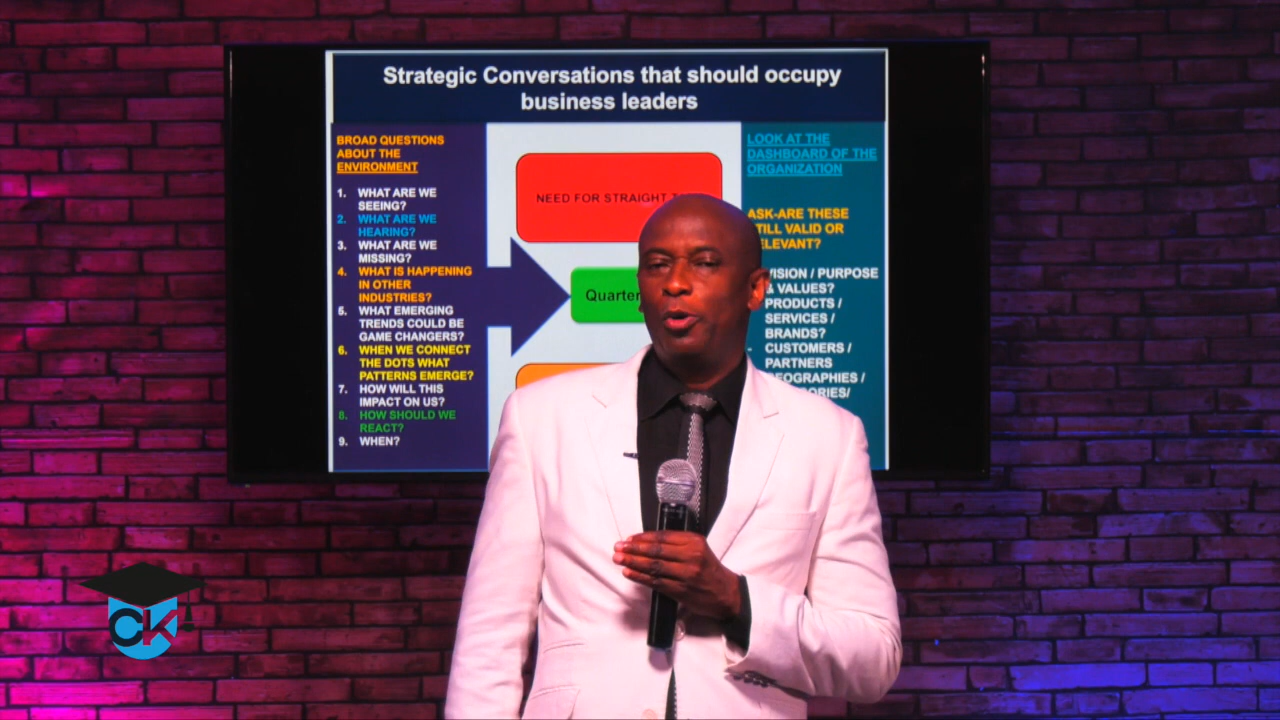 Strategic Conversations that should occupy
business leaders
BROAD QUESTIONS
ABOUT THE
ENVIRONMENT
1. WHAT ARE WE
SEEING?
2. WHAT ARE WE
HEARING?
3. WHAT ARE WE
MISSING?
4. WHAT IS HAPPENING
IN OTHER
INDUSTRIES?
5. WHAT EMERGING
TRENDS COULD BE
GAME CHANGERS?
6. WHEN WE CONNECT
THE DOTS WHAT
PATTERNS EMERGE?
7. HOW WILL THIS
IMPACT ON US?
8. HOW SHOULD WE
REACT?
9. WHEN?
NEED FOR STRAIGHT
LOOK AT THE
DASHBOARD OF THE
ORGANIZATION
ASK-ARE THESE
VALID OR
VISION / PURPOSE
& VALUES?
PRODUCTS /
SERVICES /
BRANDS?
- CUSTOMERS /
PARTNERS
CK